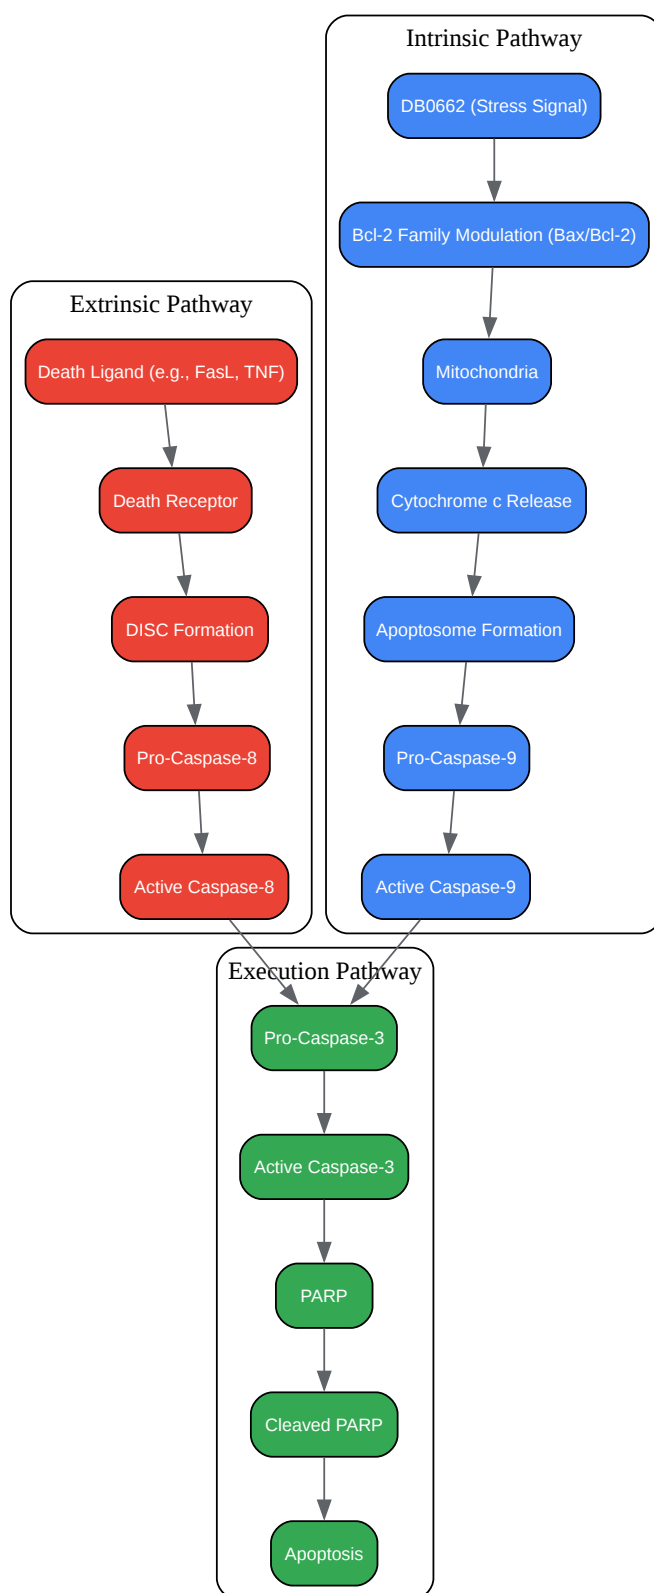 Intrinsic Pathway
DB0662 (Stress Signal)
Bcl-2 Family Modulation (Bax/Bcl-2)
Mitochondria
Cytochrome c Release
Apoptosome Formation
Pro-Caspase-9
Active Caspase-9
Extrinsic Pathway
Death Ligand (e.g., FasL, TNF)
Death Receptor
DISC Formation
Pro-Caspase-8
Active Caspase-8
Execution Pathway
Pro-Caspase-3
Active Caspase-3
PARP
Cleaved PARP
Apoptosis